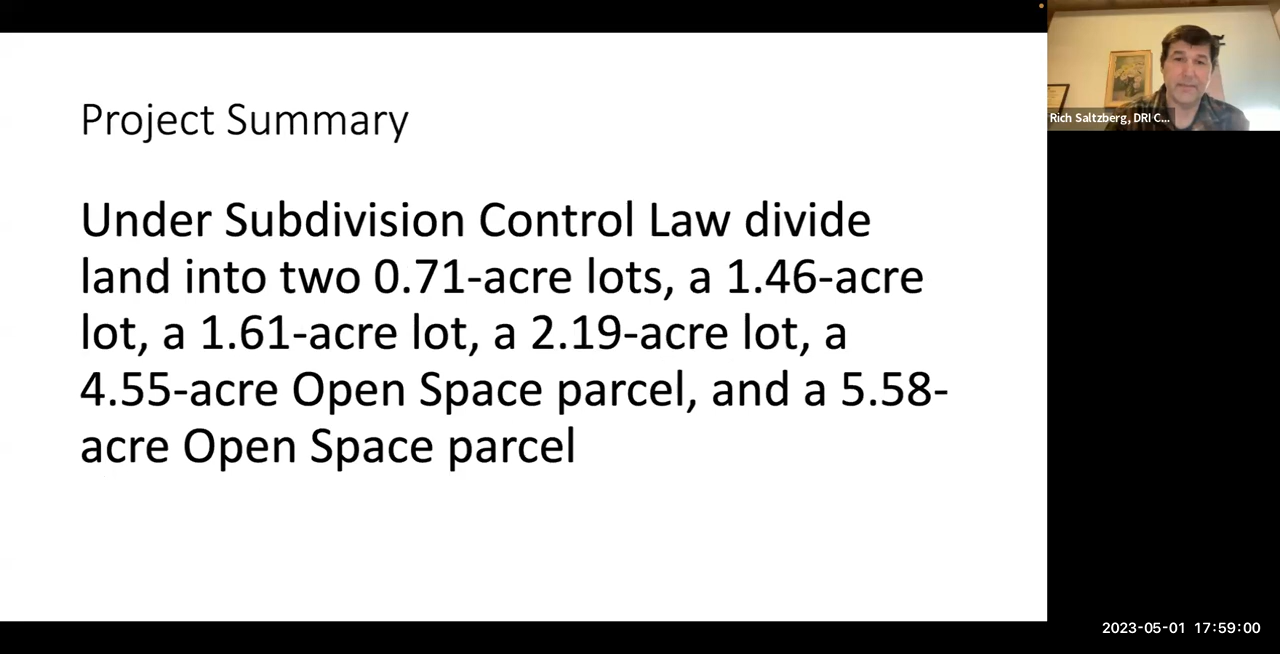 Project Summary
Under Subdivision Control Law divide
land into two 0.71-acre lots, a 1.46-acre
lot, a 1.61-acre lot, a 2.19-acre lot, a
4.55-acre Open Space parcel, and a 5.58-
acre Open Space parcel
Rich Saltzberg, DRI C...
2023-05-01 17:59:00